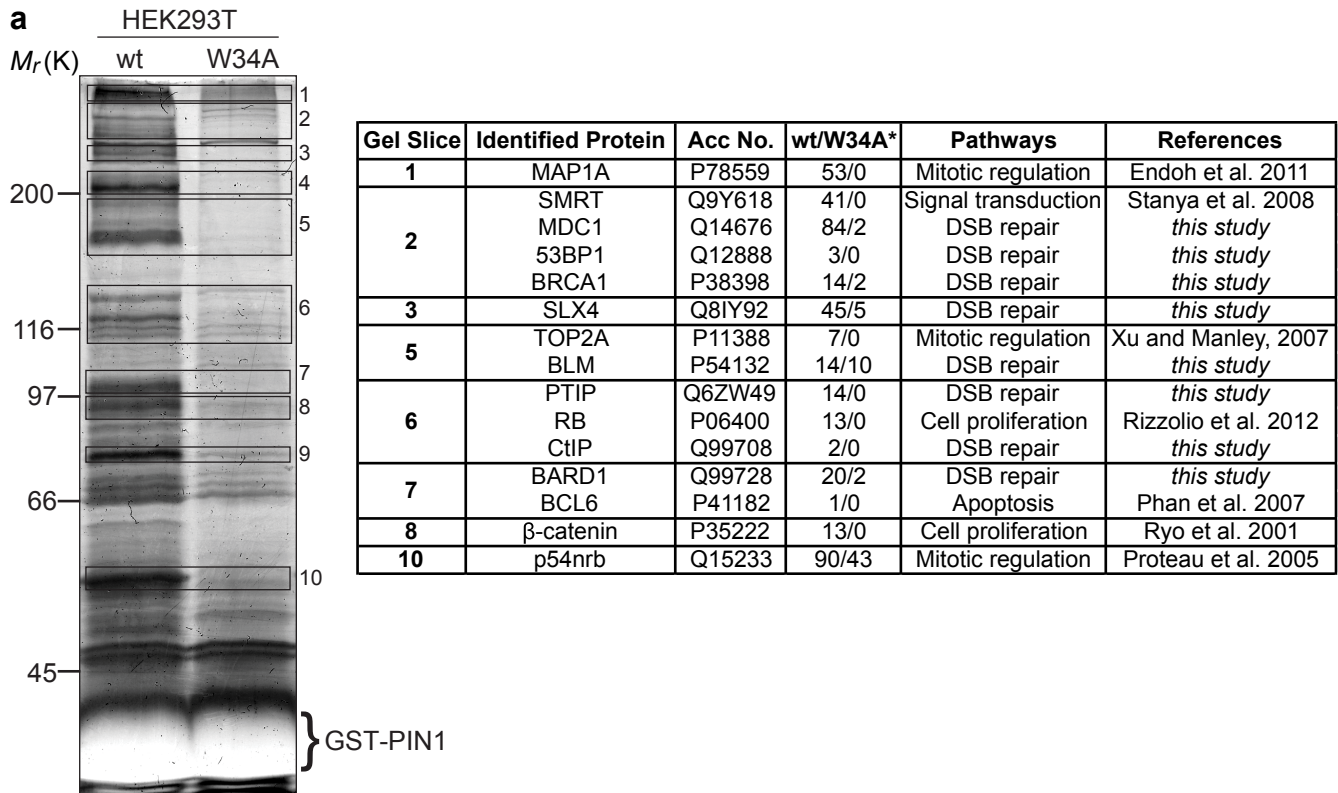 a
HEK293T
Mr (K) wt W34A
1
2
3
4
200
5
6
116
7
97
8
9
66
10
45
GST-PIN1
Gel Slice Identified Protein Acc No. wt/W34A* Pathways References
1 MAP1A P78559 53/0 Mitotic regulation Endoh et al. 2011
2 SMRT Q9Y618 41/0 Signal transduction Stanya et al. 2008
MDC1 Q14676 84/2 DSB repair this study
53BP1 Q12888 3/0 DSB repair this study
BRCA1 P38398 14/2 DSB repair this study
3 SLX4 Q8IY92 45/5 DSB repair this study
5 TOP2A P11388 7/0 Mitotic regulation Xu and Manley, 2007
BLM P54132 14/10 DSB repair this study
6 PTIP Q6ZW49 14/0 DSB repair this study
RB P06400 13/0 Cell proliferation Rizzolio et al. 2012
CtIP Q99708 2/0 DSB repair this study
7 BARD1 Q99728 20/2 DSB repair this study
BCL6 P41182 1/0 Apoptosis Phan et al. 2007
8 β-catenin P35222 13/0 Cell proliferation Ryo et al. 2001
10 p54nrb Q15233 90/43 Mitotic regulation Proteau et al. 2005